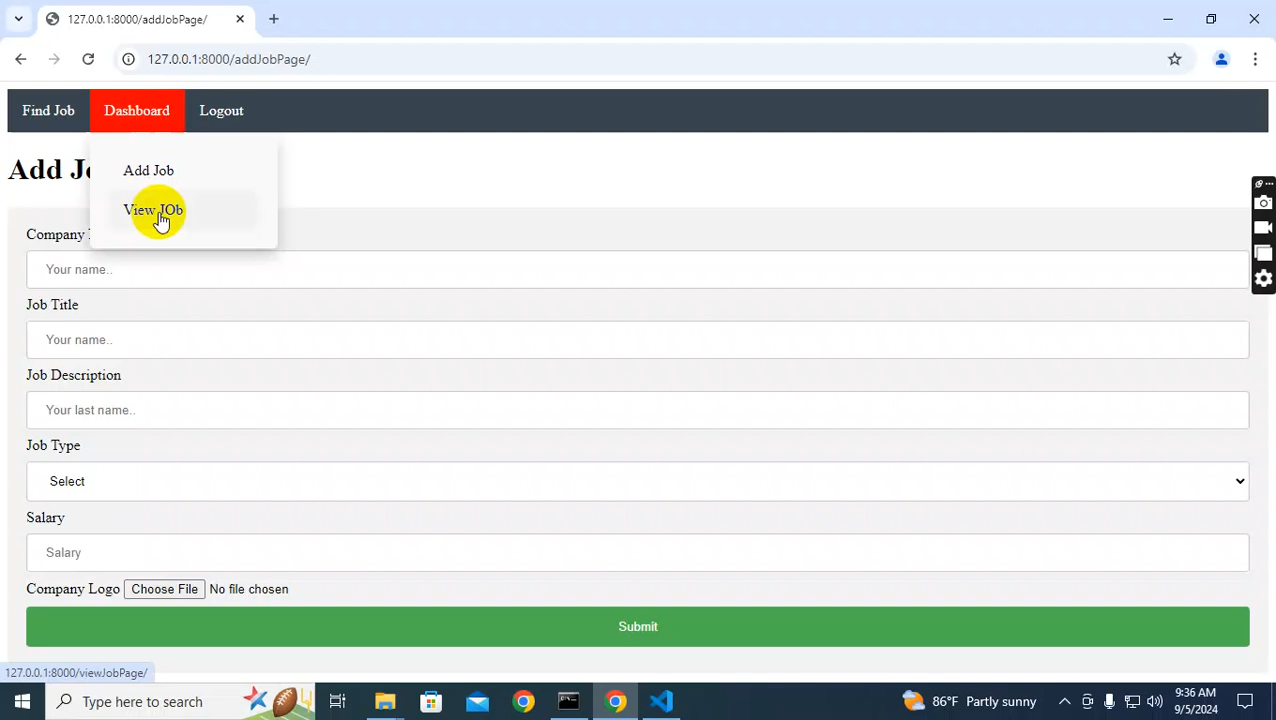 127.0.0.1:8000/addJobPage/
127.0.0.1:8000/addJobPage/
Find Job Dashboard Logout
Add Job
Add Jo
View JOb
Company
Your name..
Job Title
Your name..
Job Description
Your last name..
Job Type
Select
Salary
Salary
Company Logo Choose File No file chosen
Submit
127.0.0.1:8000/viewJobPage/
Type here to search
86°F Partly sunny
9:36 AM
9/5/2024